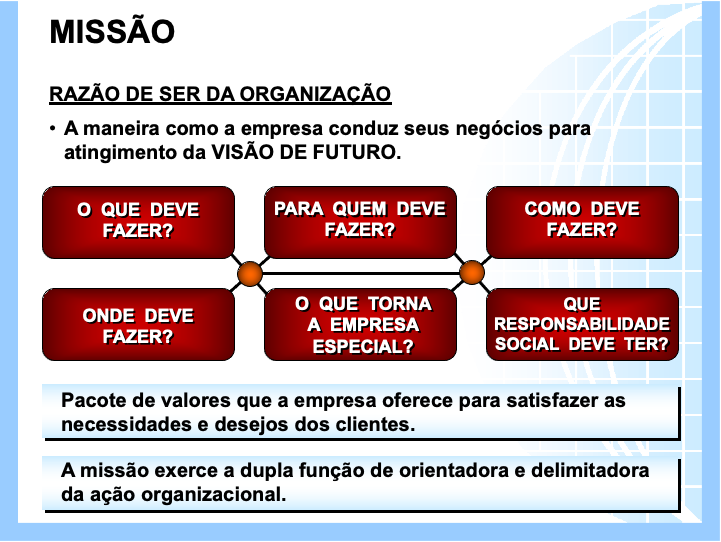 MISSÃO
RAZÃO DE SER DA ORGANIZAÇÃO
• A maneira como a empresa conduz seus negócios para
atingimento da VISÃO DE FUTURO.
O QUE DEVE
FAZER?
PARA QUEM DEVE
FAZER?
COMO DEVE
FAZER?
ONDE DEVE
FAZER?
O QUE TORNA
A EMPRESA
ESPECIAL?
QUE
RESPONSABILIDADE
SOCIAL DEVE TER?
Pacote de valores que a empresa oferece para satisfazer as
necessidades e desejos dos clientes.
A missão exerce a dupla função de orientadora e delimitadora
da ação organizacional.